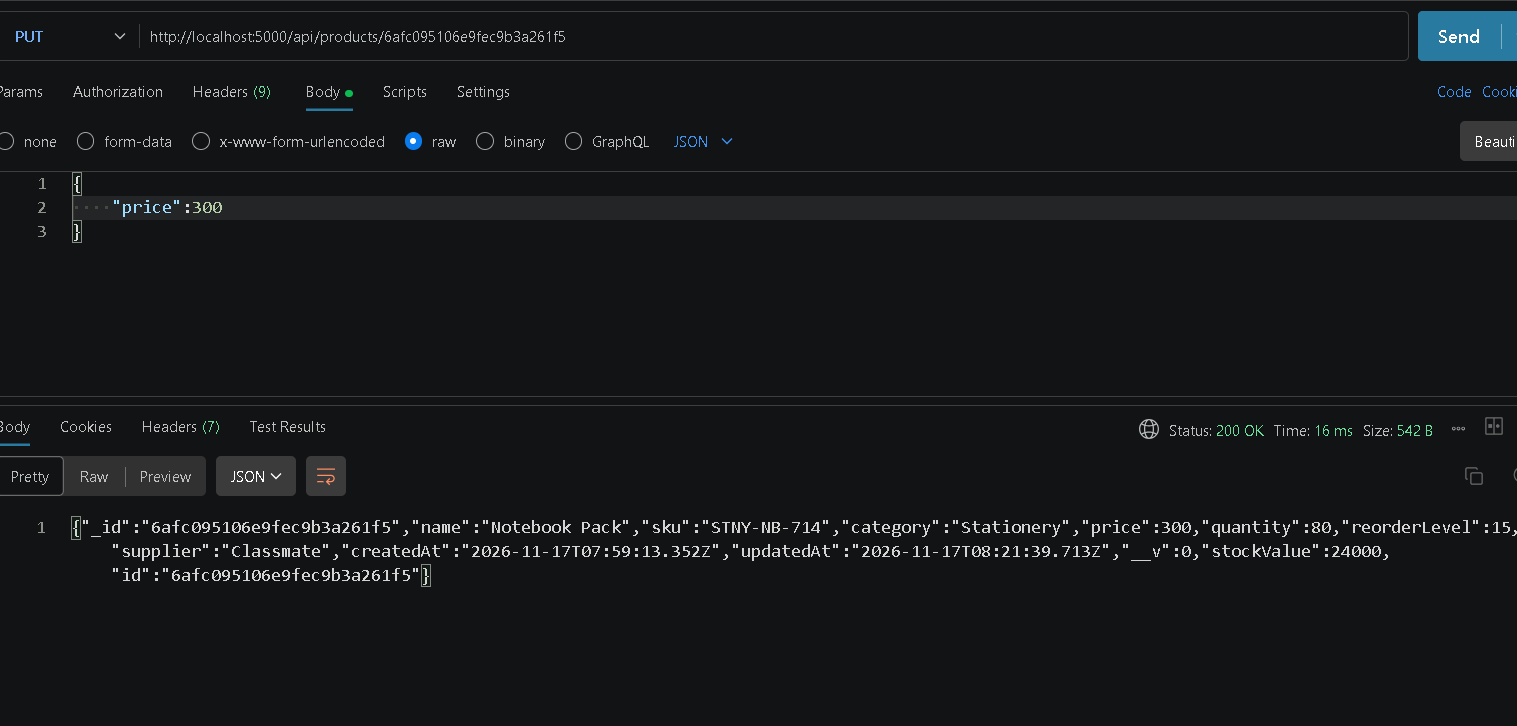 PUT http://localhost:5000/api/products/6afc095106e9fec9b3a261f5 Send
Params Authorization Headers (9) Body Scripts Settings Code Cooki
none form-data x-www-form-urlencoded raw binary GraphQL JSON Beauti
1 {
2 "price":300
3 }
Body Cookies Headers (7) Test Results Status: 200 OK Time: 16 ms Size: 542 B
Pretty Raw Preview JSON
1 {"_id":"6afc095106e9fec9b3a261f5","name":"Notebook Pack","sku":"STNY-NB-714","category":"Stationery","price":300,"quantity":80,"reorderLevel":15,
"supplier":"Classmate","createdAt":"2026-11-17T07:59:13.352Z","updatedAt":"2026-11-17T08:21:39.713Z","__v":0,"stockValue":24000,
"id":"6afc095106e9fec9b3a261f5"}